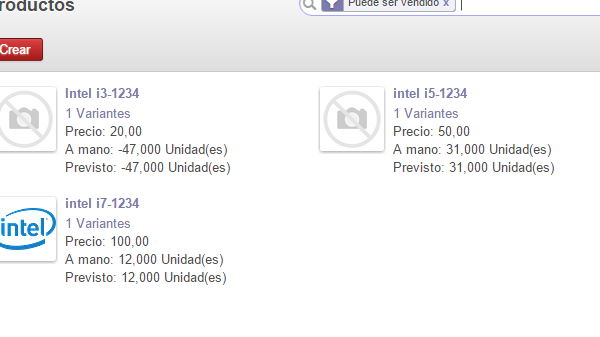 roductos
Puede ser vendido x
Crear
Intel i3-1234
1 Variantes
Precio: 20,00
A mano: -47,000 Unidad(es)
Previsto: -47,000 Unidad(es)
intel i5-1234
1 Variantes
Precio: 50,00
A mano: 31,000 Unidad(es)
Previsto: 31,000 Unidad(es)
intel
intel i7-1234
1 Variantes
Precio: 100,00
A mano: 12,000 Unidad(es)
Previsto: 12,000 Unidad(es)